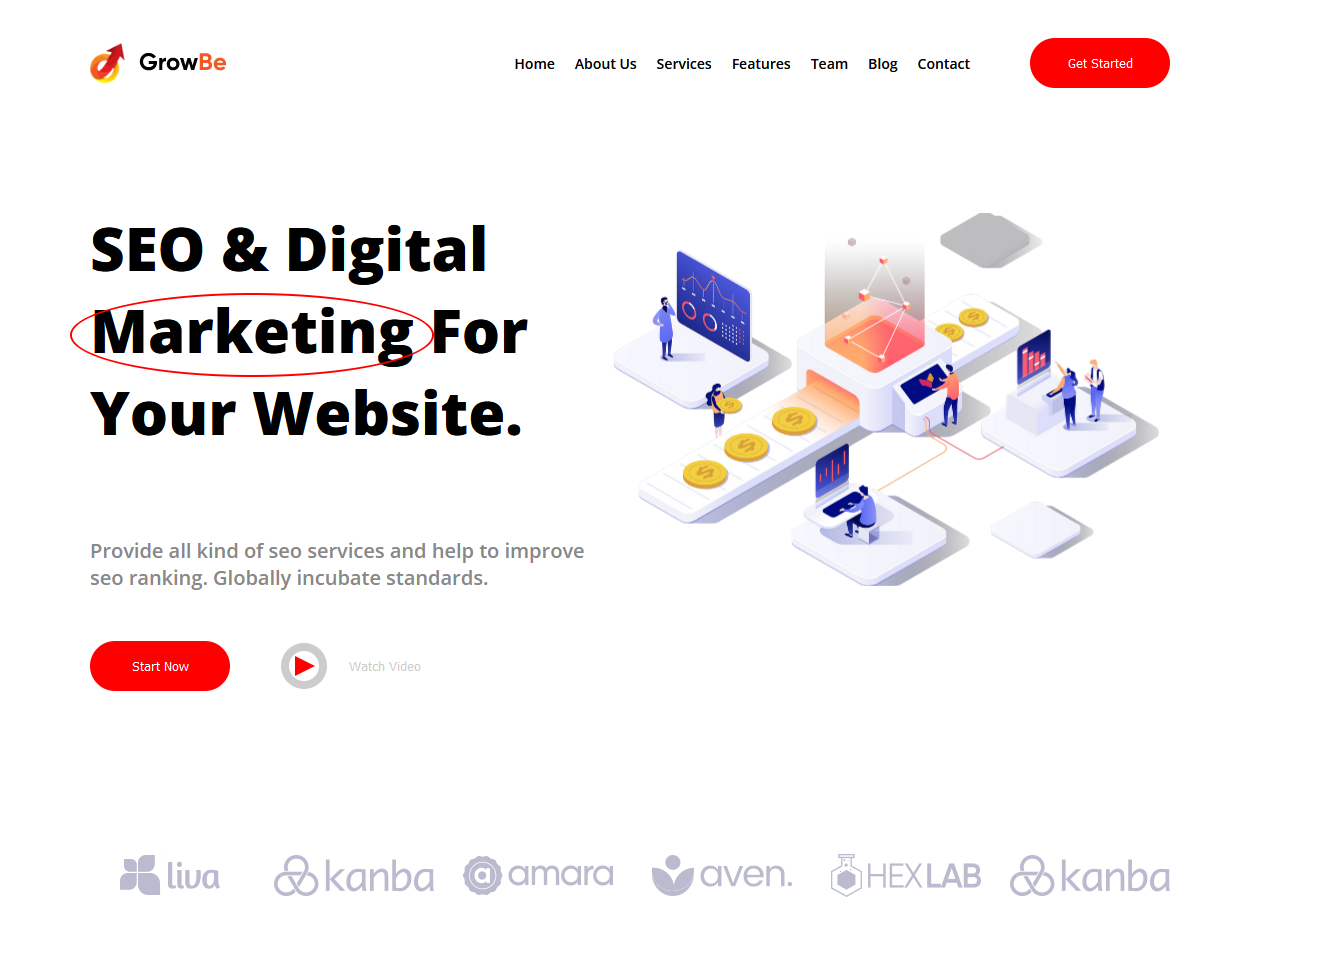 GrowBe
Home About Us Services Features Team Blog Contact
Get Started
SEO & Digital
Marketing For
Your Website.
Provide all kind of seo services and help to improve
seo ranking. Globally incubate standards.
Start Now
Watch Video
liva
kanba
amara
aven.
HEXLAB
kanba